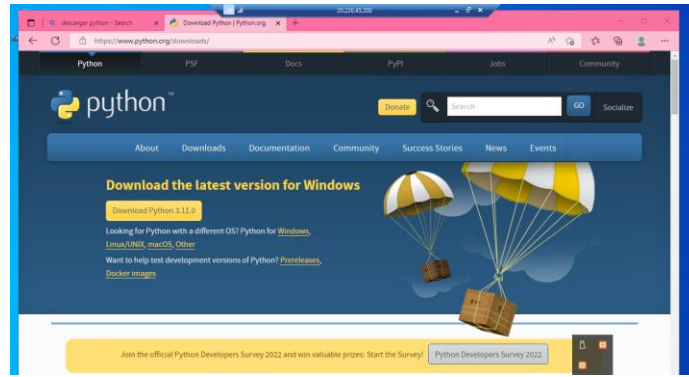 20.226.45.200
descargar python - Search
Download Python | Python.org
https://www.python.org/downloads/
Python PSF Docs PyPI Jobs Community
python™
Donate Search GO Socialize
About Downloads Documentation Community Success Stories News Events
Download the latest version for Windows
Download Python 3.11.0
Looking for Python with a different OS? Python for Windows,
Linux/UNIX, macOS, Other
Want to help test development versions of Python? Prereleases,
Docker images
Join the official Python Developers Survey 2022 and win valuable prizes: Start the Survey! Python Developers Survey 2022